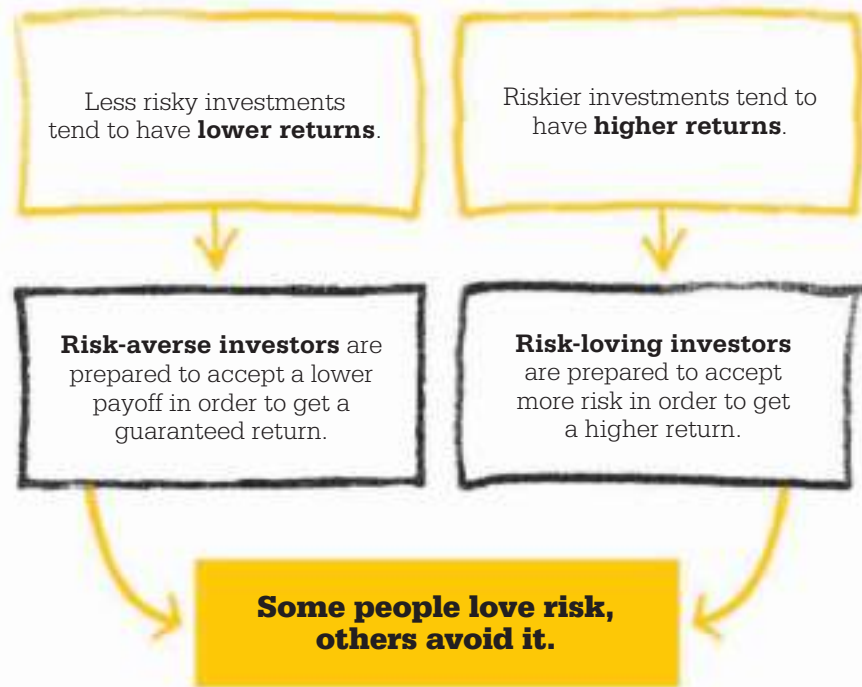 Less risky investments
tend to have lower returns.
Riskier investments tend to
have higher returns.
Risk-averse investors are
prepared to accept a lower
payoff in order to get a
guaranteed return.
Risk-loving investors
are prepared to accept
more risk in order to get
a higher return.
Some people love risk,
others avoid it.